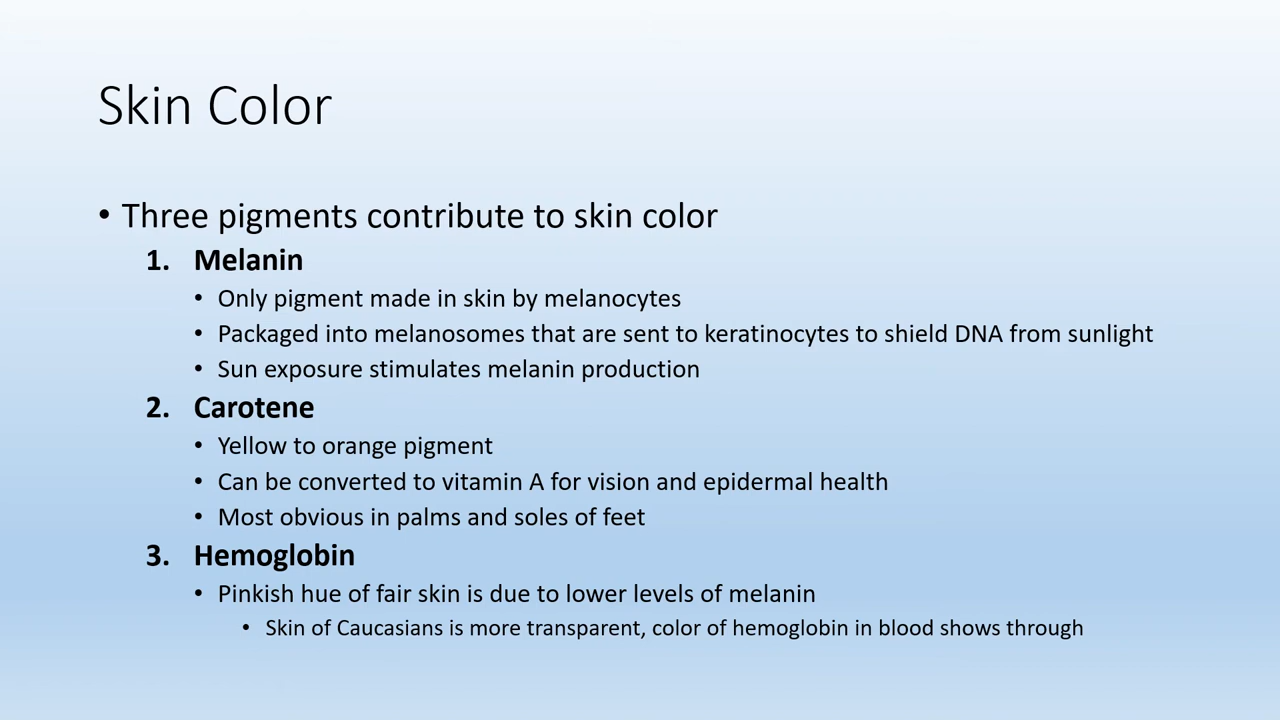 Skin Color
• Three pigments contribute to skin color
1. Melanin
• Only pigment made in skin by melanocytes
• Packaged into melanosomes that are sent to keratinocytes to shield DNA from sunlight
• Sun exposure stimulates melanin production
2. Carotene
• Yellow to orange pigment
• Can be converted to vitamin A for vision and epidermal health
• Most obvious in palms and soles of feet
3. Hemoglobin
• Pinkish hue of fair skin is due to lower levels of melanin
• Skin of Caucasians is more transparent, color of hemoglobin in blood shows through